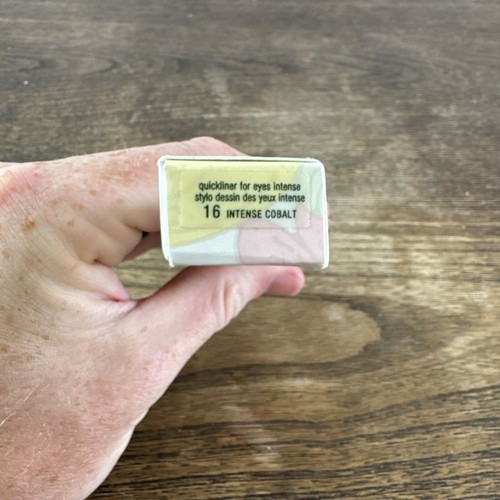 quickliner for eyes intense
stylo dessin des yeux intense
16 INTENSE COBALT